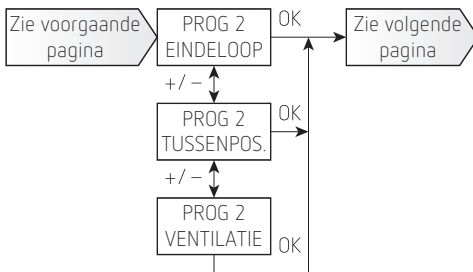 Zie voorgaande
pagina
PROG 2
EINDELOOP
OK
Zie volgende
pagina
+/ –
PROG 2
TUSSENPOS.
OK
+/ –
PROG 2
VENTILATIE
OK